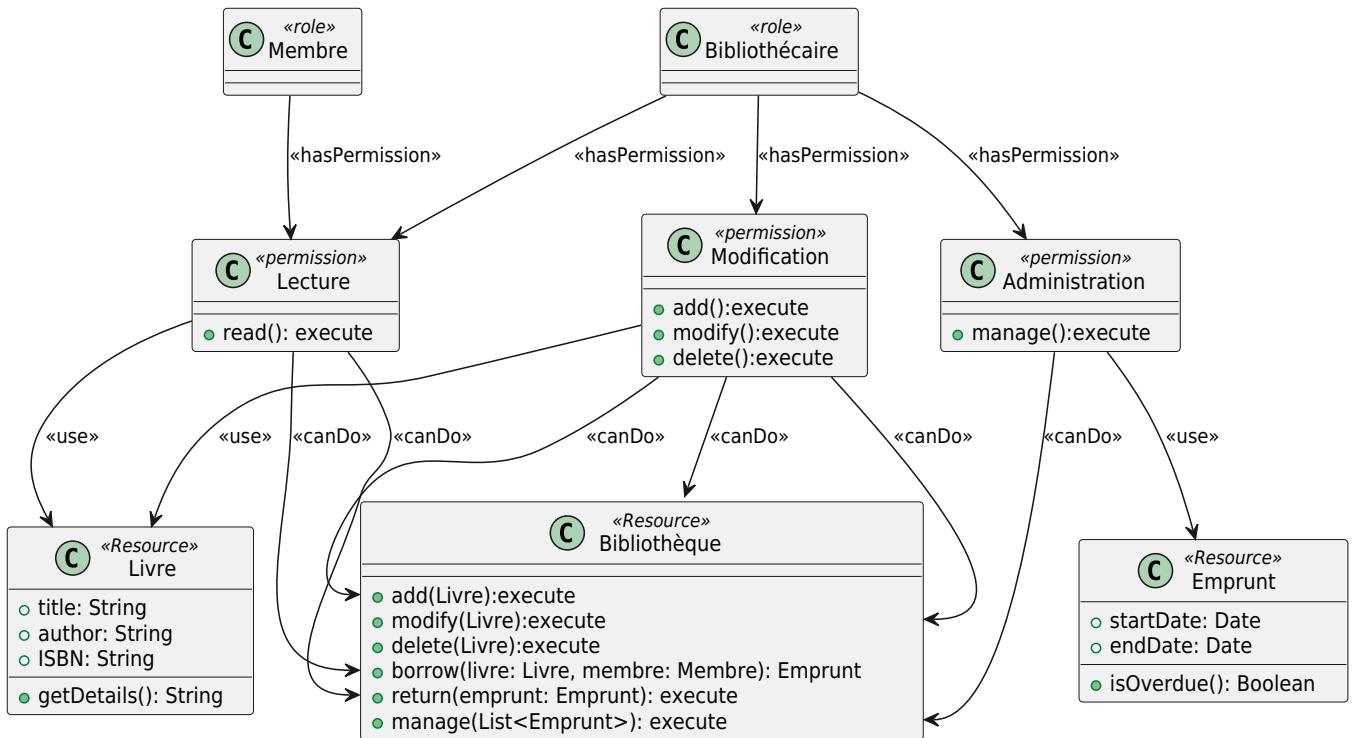 «role»
C
Membre
«role»
C
Bibliothécaire
«hasPermission»
«hasPermission»
«hasPermission»
«hasPermission»
«permission»
C
Lecture
read(): execute
«permission»
C
Modification
add():execute
modify():execute
delete():execute
«permission»
C
Administration
manage():execute
«use»
«use»
«canDo»
«canDo»
«canDo»
«canDo»
«canDo»
«canDo»
«use»
«Resource»
C
Livre
title: String
author: String
ISBN: String
getDetails(): String
«Resource»
C
Bibliothèque
add(Livre):execute
modify(Livre):execute
delete(Livre):execute
borrow(livre: Livre, membre: Membre): Emprunt
return(emprunt: Emprunt): execute
manage(List<Emprunt>): execute
«Resource»
C
Emprunt
startDate: Date
endDate: Date
isOverdue(): Boolean